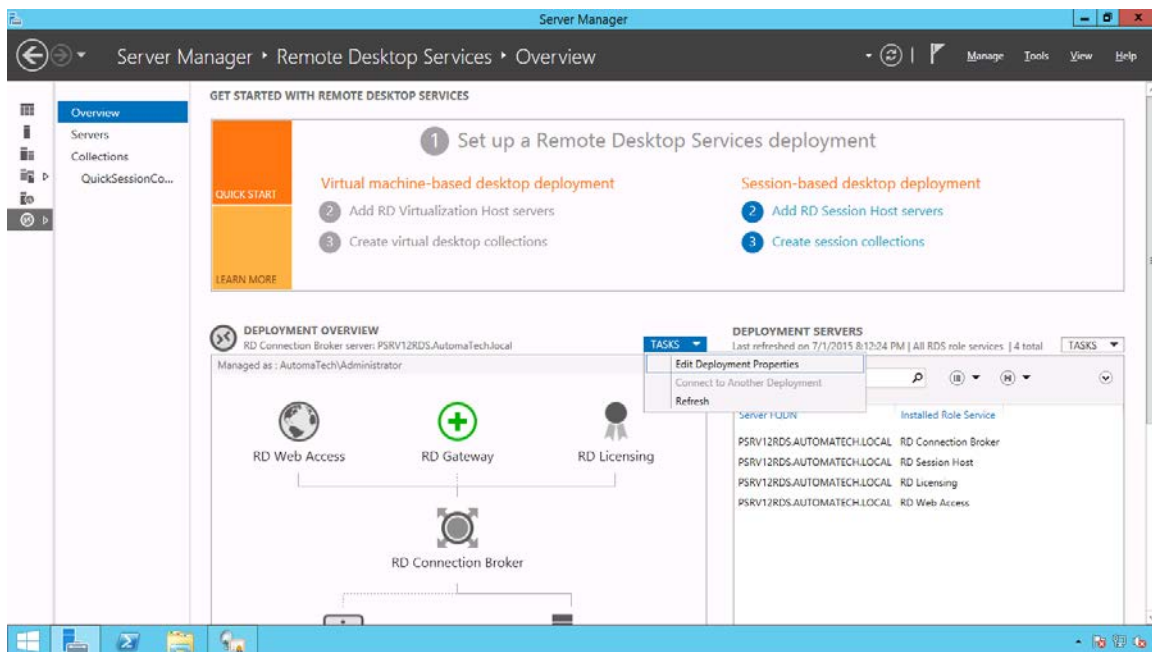 Server Manager
Server Manager ‣ Remote Desktop Services ‣ Overview
Manage Tools View Help
Overview
Servers
Collections
QuickSessionCo...
GET STARTED WITH REMOTE DESKTOP SERVICES
QUICK START
LEARN MORE
1 Set up a Remote Desktop Services deployment
Virtual machine-based desktop deployment
2 Add RD Virtualization Host servers
3 Create virtual desktop collections
Session-based desktop deployment
2 Add RD Session Host servers
3 Create session collections
DEPLOYMENT OVERVIEW
RD Connection Broker server: PSRV12RDS.AutomaTech.local
TASKS
Managed as : AutomaTech\Administrator
Edit Deployment Properties
Connect to Another Deployment
Refresh
RD Web Access
RD Gateway
RD Licensing
RD Connection Broker
DEPLOYMENT SERVERS
Last refreshed on 7/1/2015 8:12:24 PM | All RDS role services | 4 total
TASKS
Server FQDN Installed Role Service
PSRV12RDS.AUTOMATECH.LOCAL RD Connection Broker
PSRV12RDS.AUTOMATECH.LOCAL RD Session Host
PSRV12RDS.AUTOMATECH.LOCAL RD Licensing
PSRV12RDS.AUTOMATECH.LOCAL RD Web Access